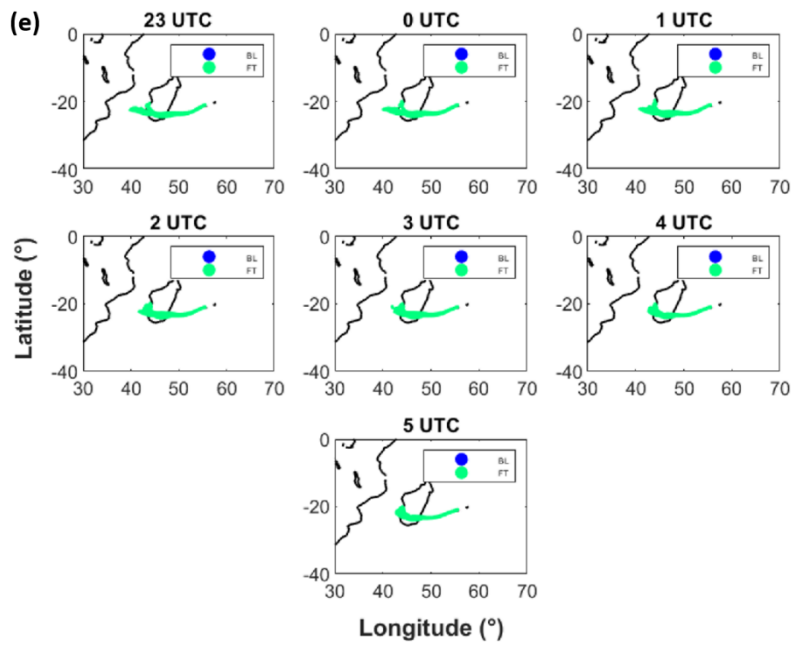 (e)
23 UTC
0 UTC
1 UTC
0
-20
-40
30 40 50 60 70
BL
FT
0
-20
-40
30 40 50 60 70
BL
FT
0
-20
-40
30 40 50 60 70
BL
FT
2 UTC
3 UTC
4 UTC
0
-20
-40
30 40 50 60 70
BL
FT
0
-20
-40
30 40 50 60 70
BL
FT
0
-20
-40
30 40 50 60 70
BL
FT
Latitude (°)
5 UTC
0
-20
-40
30 40 50 60 70
BL
FT
Longitude (°)